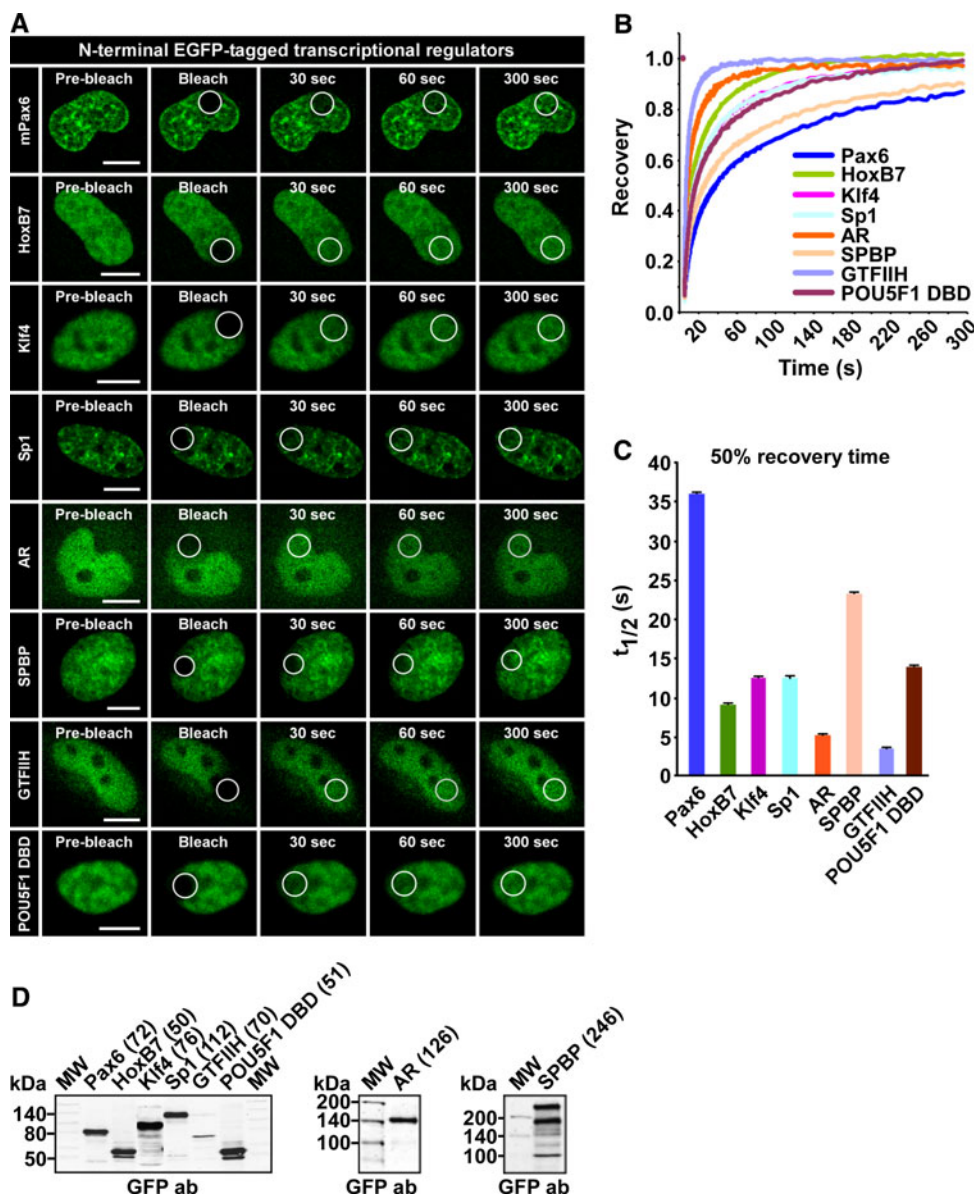 A
N-terminal EGFP-tagged transcriptional regulators
mPax6
Pre-bleach Bleach 30 sec 60 sec 300 sec
HoxB7
Pre-bleach Bleach 30 sec 60 sec 300 sec
Klf4
Pre-bleach Bleach 30 sec 60 sec 300 sec
Sp1
Pre-bleach Bleach 30 sec 60 sec 300 sec
AR
Pre-bleach Bleach 30 sec 60 sec 300 sec
SPBP
Pre-bleach Bleach 30 sec 60 sec 300 sec
GTFIIH
Pre-bleach Bleach 30 sec 60 sec 300 sec
POU5F1 DBD
Pre-bleach Bleach 30 sec 60 sec 300 sec
B
Recovery
1.0
0.8
0.6
0.4
0.2
0.0
Pax6
HoxB7
Klf4
Sp1
AR
SPBP
GTFIIH
POU5F1 DBD
20 60 100 140 180 220 260 300
Time (s)
C
50% recovery time
t1/2 (s)
40
35
30
25
20
15
10
5
0
Pax6 HoxB7 Klf4 Sp1 AR SPBP GTFIIH POU5F1 DBD
D
kDa MW Pax6 (72) HoxB7 (50) Klf4 (76) Sp1 (112) GTFIIH (70) POU5F1 DBD (51) MW
140
80
50
GFP ab
kDa MW AR (126)
200
140
100
GFP ab
kDa MW SPBP (246)
200
140
100
GFP ab